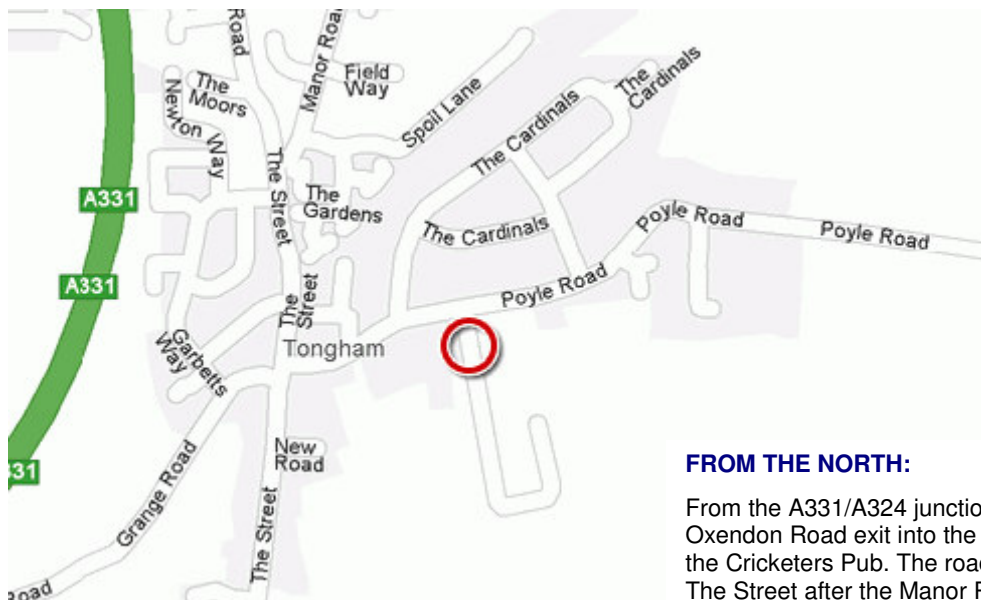 Road
Manor Roa
Field
Way
The
Moors
Newton Way
Spoil Lane
The
Cardinals
The Cardinals
The Street
A331
The
Gardens
The Cardinals
Poyle Road
Poyle Road
A331
The
Street
Poyle Road
Garbetts
Way
Tongham
New
Road
31
Grange Road
The Street
oad
FROM THE NORTH:
From the A331/A324 junctio
Oxendon Road exit into the
the Cricketers Pub. The road
The Street after the Manor R